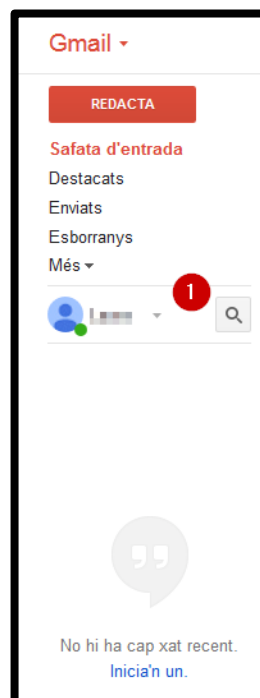 Gmail
REDACTA
Safata d'entrada
Destacats
Enviats
Esborranys
Més
1
No hi ha cap xat recent.
Inicia'n un.